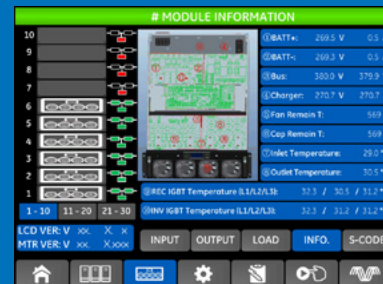 # MODULE INFORMATION
10
9
8
7
6
5
4
3
2
1
①BATT+: 269.5 V 0.5
②BATT-: 269.3 V 0.5
③Bus: 380.0 V 379.9
④Charger: 270.7 V 270.7
⑤Fan Remain T: 569
⑥Cap Remain T: 569
⑦Inlet Temperature: 29.0 °
⑧Outlet Temperature: 30.5 °
⑨REC IGBT Temperature (L1/L2/L3): 32.3 / 30.5 / 31.2 °
⑩INV IGBT Temperature (L1/L2/L3): 32.3 / 31.2 / 31.2 °
1 - 10 11 - 20 21 - 30
LCD VER: V XX. X. x
MTR VER: V XX. X.xxx
INPUT OUTPUT LOAD INFO. S-CODE